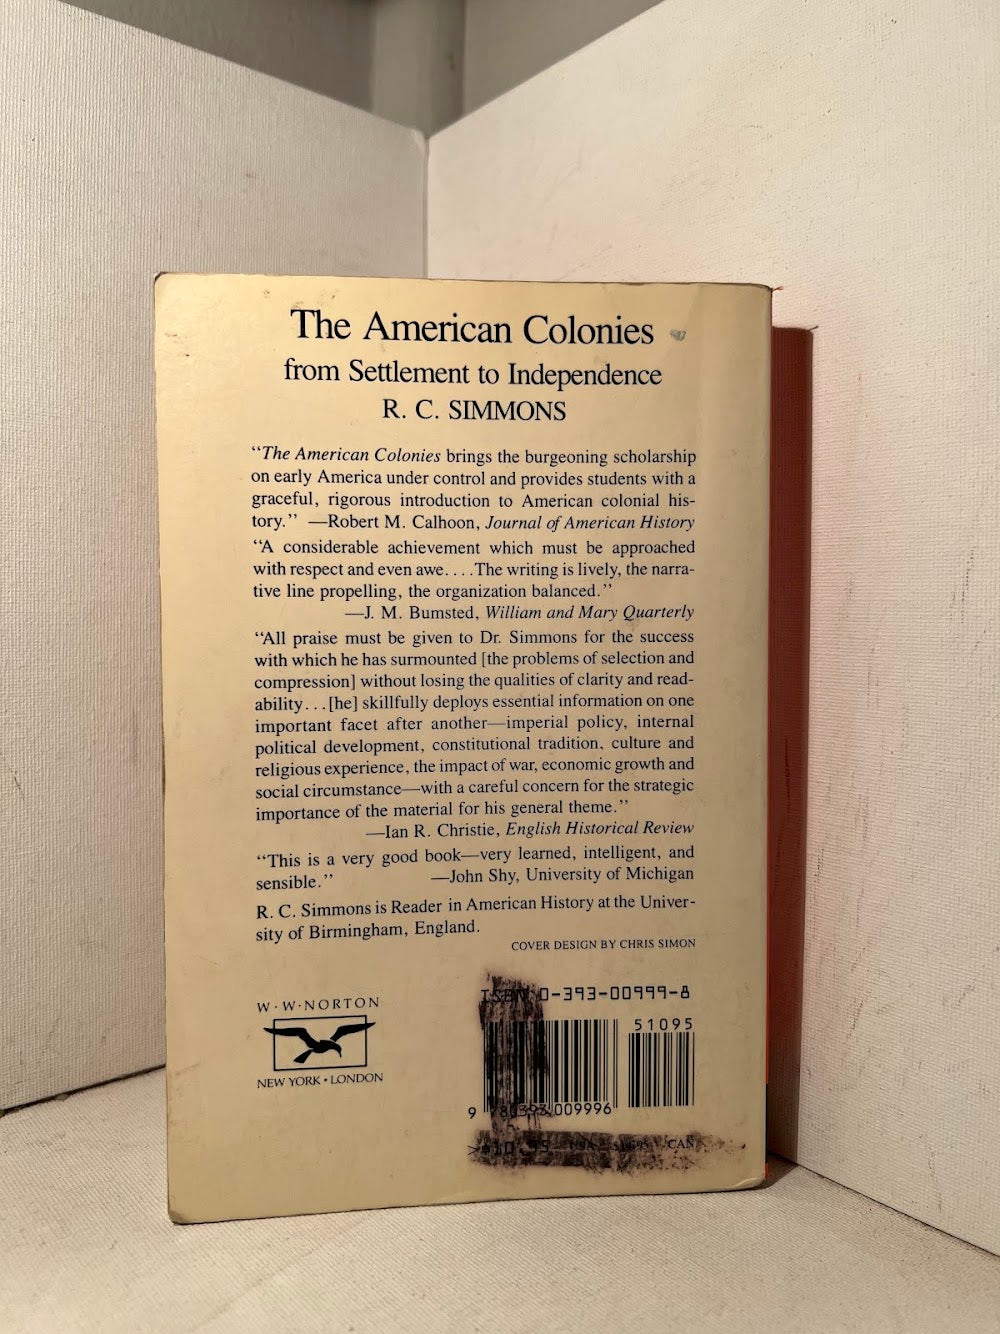 The American Colonies
from Settlement to Independence
R. C. SIMMONS
“The American Colonies brings the burgeoning scholarship
on early America under control and provides students with a
graceful, rigorous introduction to American colonial his-
tory.” —Robert M. Calhoon, Journal of American History
“A considerable achievement which must be approached
with respect and even awe. . . .The writing is lively, the narra-
tive line propelling, the organization balanced.”
—J. M. Bumsted, William and Mary Quarterly
“All praise must be given to Dr. Simmons for the success
with which he has surmounted [the problems of selection and
compression] without losing the qualities of clarity and read-
ability. . . [he] skillfully deploys essential information on one
important facet after another—imperial policy, internal
political development, constitutional tradition, culture and
religious experience, the impact of war, economic growth and
social circumstance—with a careful concern for the strategic
importance of the material for his general theme.”
—Ian R. Christie, English Historical Review
“This is a very good book—very learned, intelligent, and
sensible.” —John Shy, University of Michigan
R. C. Simmons is Reader in American History at the Univer-
sity of Birmingham, England.
COVER DESIGN BY CHRIS SIMON
W·W·NORTON
NEW YORK • LONDON
ISBN 0-393-00999-8
51095
9 780393 009996
>$10.95 USA CAN